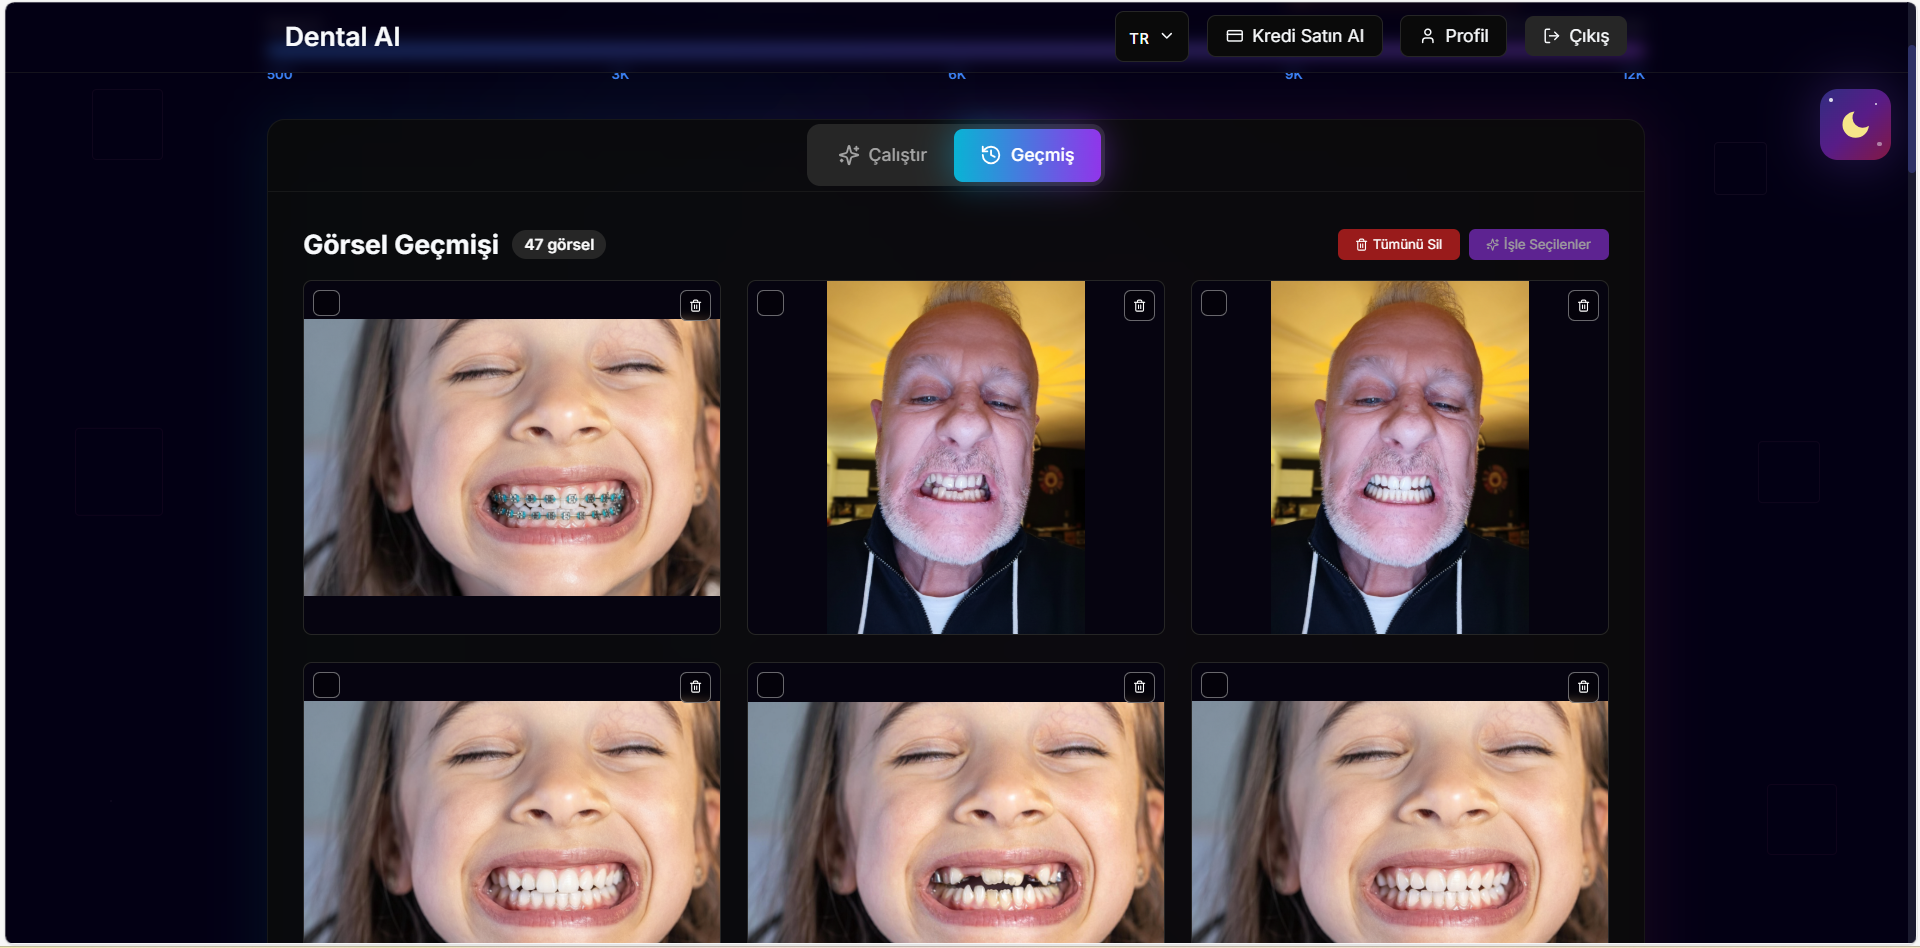 Dental AI
TR
Kredi Satın Al
Profil
Çıkış
500 3K 6K 9K 12K
Çalıştır
Geçmiş
Görsel Geçmişi
47 görsel
Tümünü Sil
İşle Seçilenler